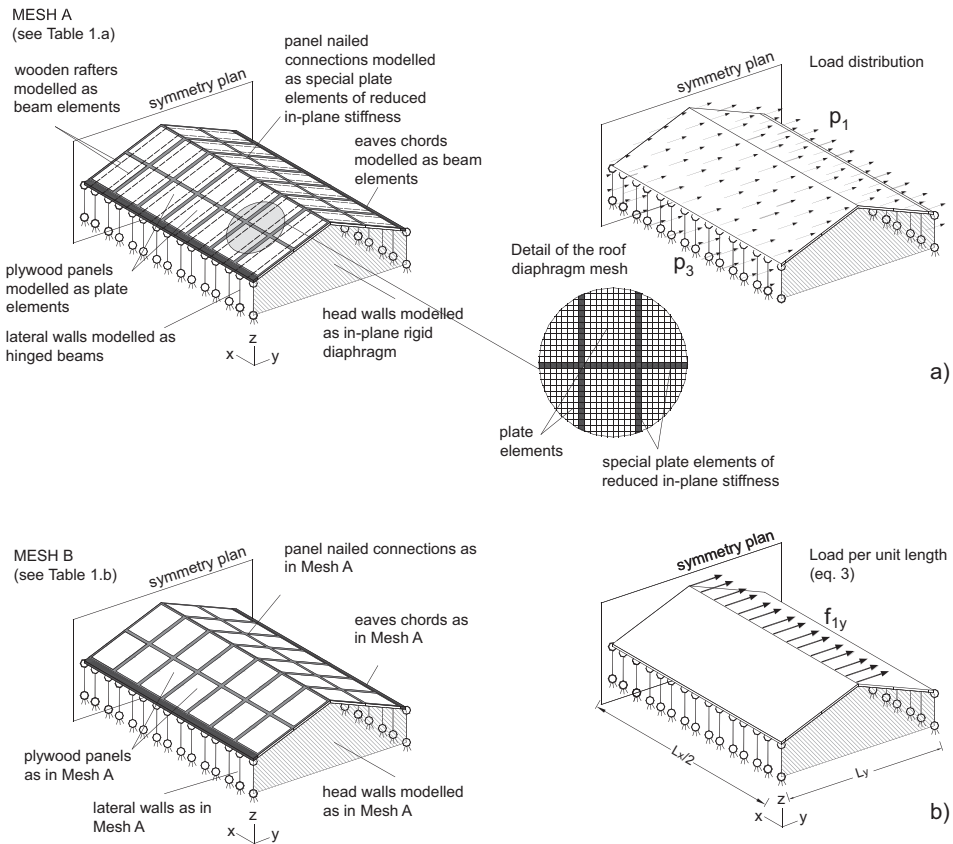 MESH A
(see Table 1.a)
wooden rafters
modelled as
beam elements
symmetry plan
panel nailed
connections modelled
as special plate
elements of reduced
in-plane stiffness
eaves chords
modelled as beam
elements
plywood panels
modelled as plate
elements
lateral walls modelled as
hinged beams
head walls modelled
as in-plane rigid
diaphragm
z
x
y
symmetry plan
Load distribution
p1
p3
Detail of the roof
diaphragm mesh
plate
elements
special plate elements of
reduced in-plane stiffness
a)
MESH B
(see Table 1.b)
symmetry plan
panel nailed connections as
in Mesh A
eaves chords as
in Mesh A
plywood panels
as in Mesh A
lateral walls as in
Mesh A
head walls modelled
as in Mesh A
z
x
y
symmetry plan
Load per unit length
(eq. 3)
f1y
Lx/2
Ly
z
x
y
b)